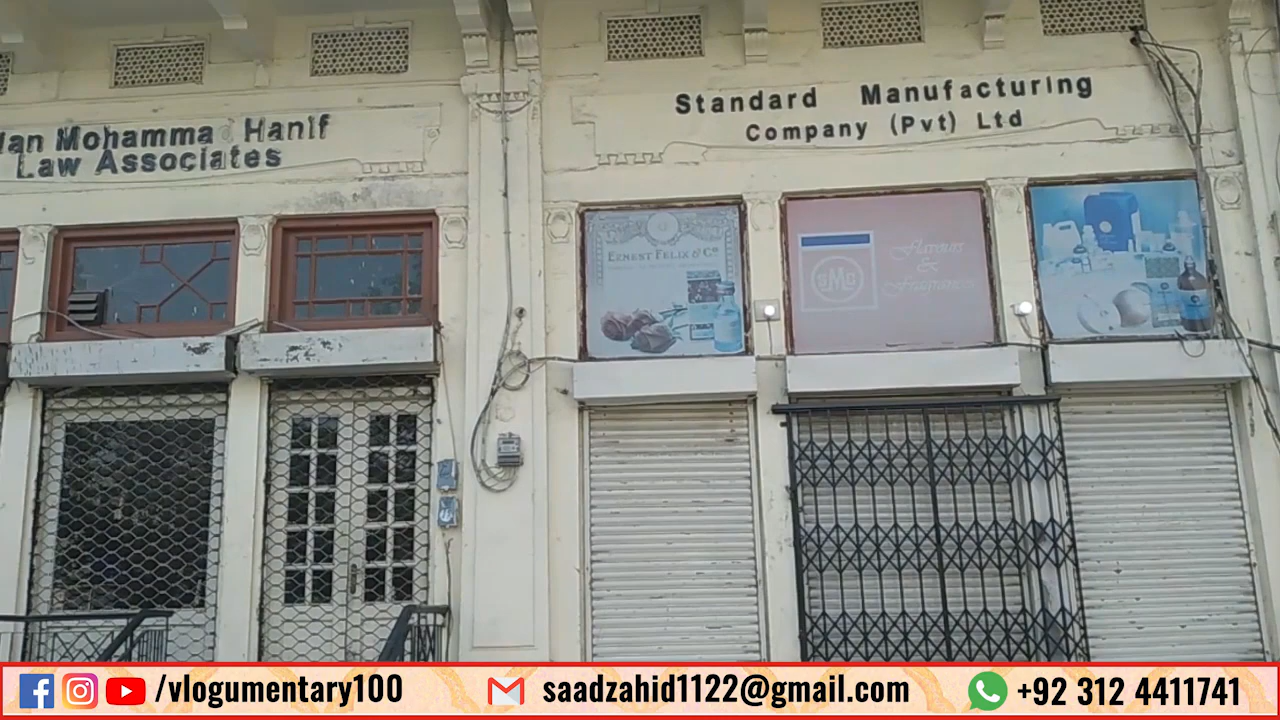 Mohamma Hanif
Law Associates
Standard Manufacturing
Company (Pvt) Ltd
ERNEST FELIX & Co
SMC
Flavours
&
Fragrances
/vlogumentary100
saadzahid1122@gmail.com
+92 312 4411741